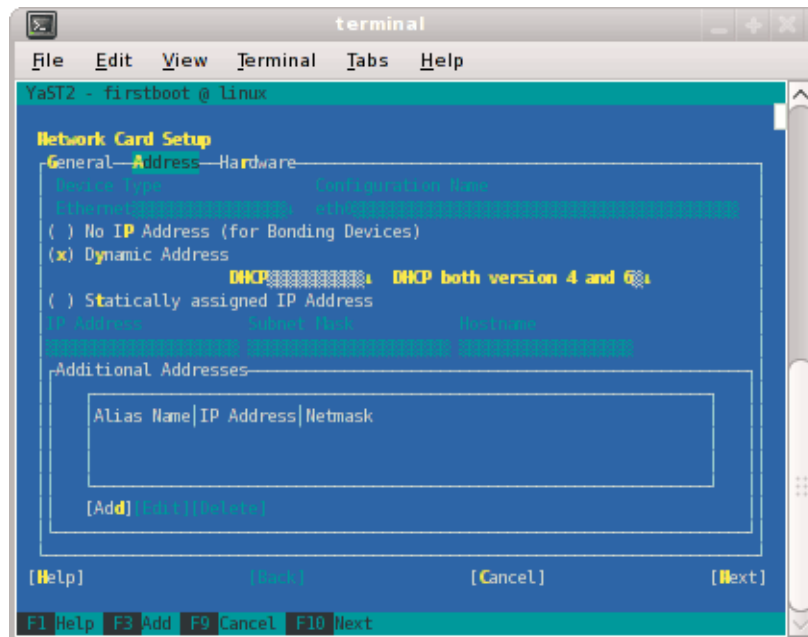 terminal
File Edit View Terminal Tabs Help
YaST2 - firstboot @ linux
Network Card Setup
General Address Hardware
Device Type Configuration Name
Ethernet eth0
( ) No IP Address (for Bonding Devices)
(x) Dynamic Address
DHCP DHCP both version 4 and 6
( ) Statically assigned IP Address
IP Address Subnet Mask Hostname
Additional Addresses
Alias Name|IP Address|Netmask
[Add][Edit][Delete]
[Help] [Back] [Cancel] [Next]
F1 Help F3 Add F9 Cancel F10 Next